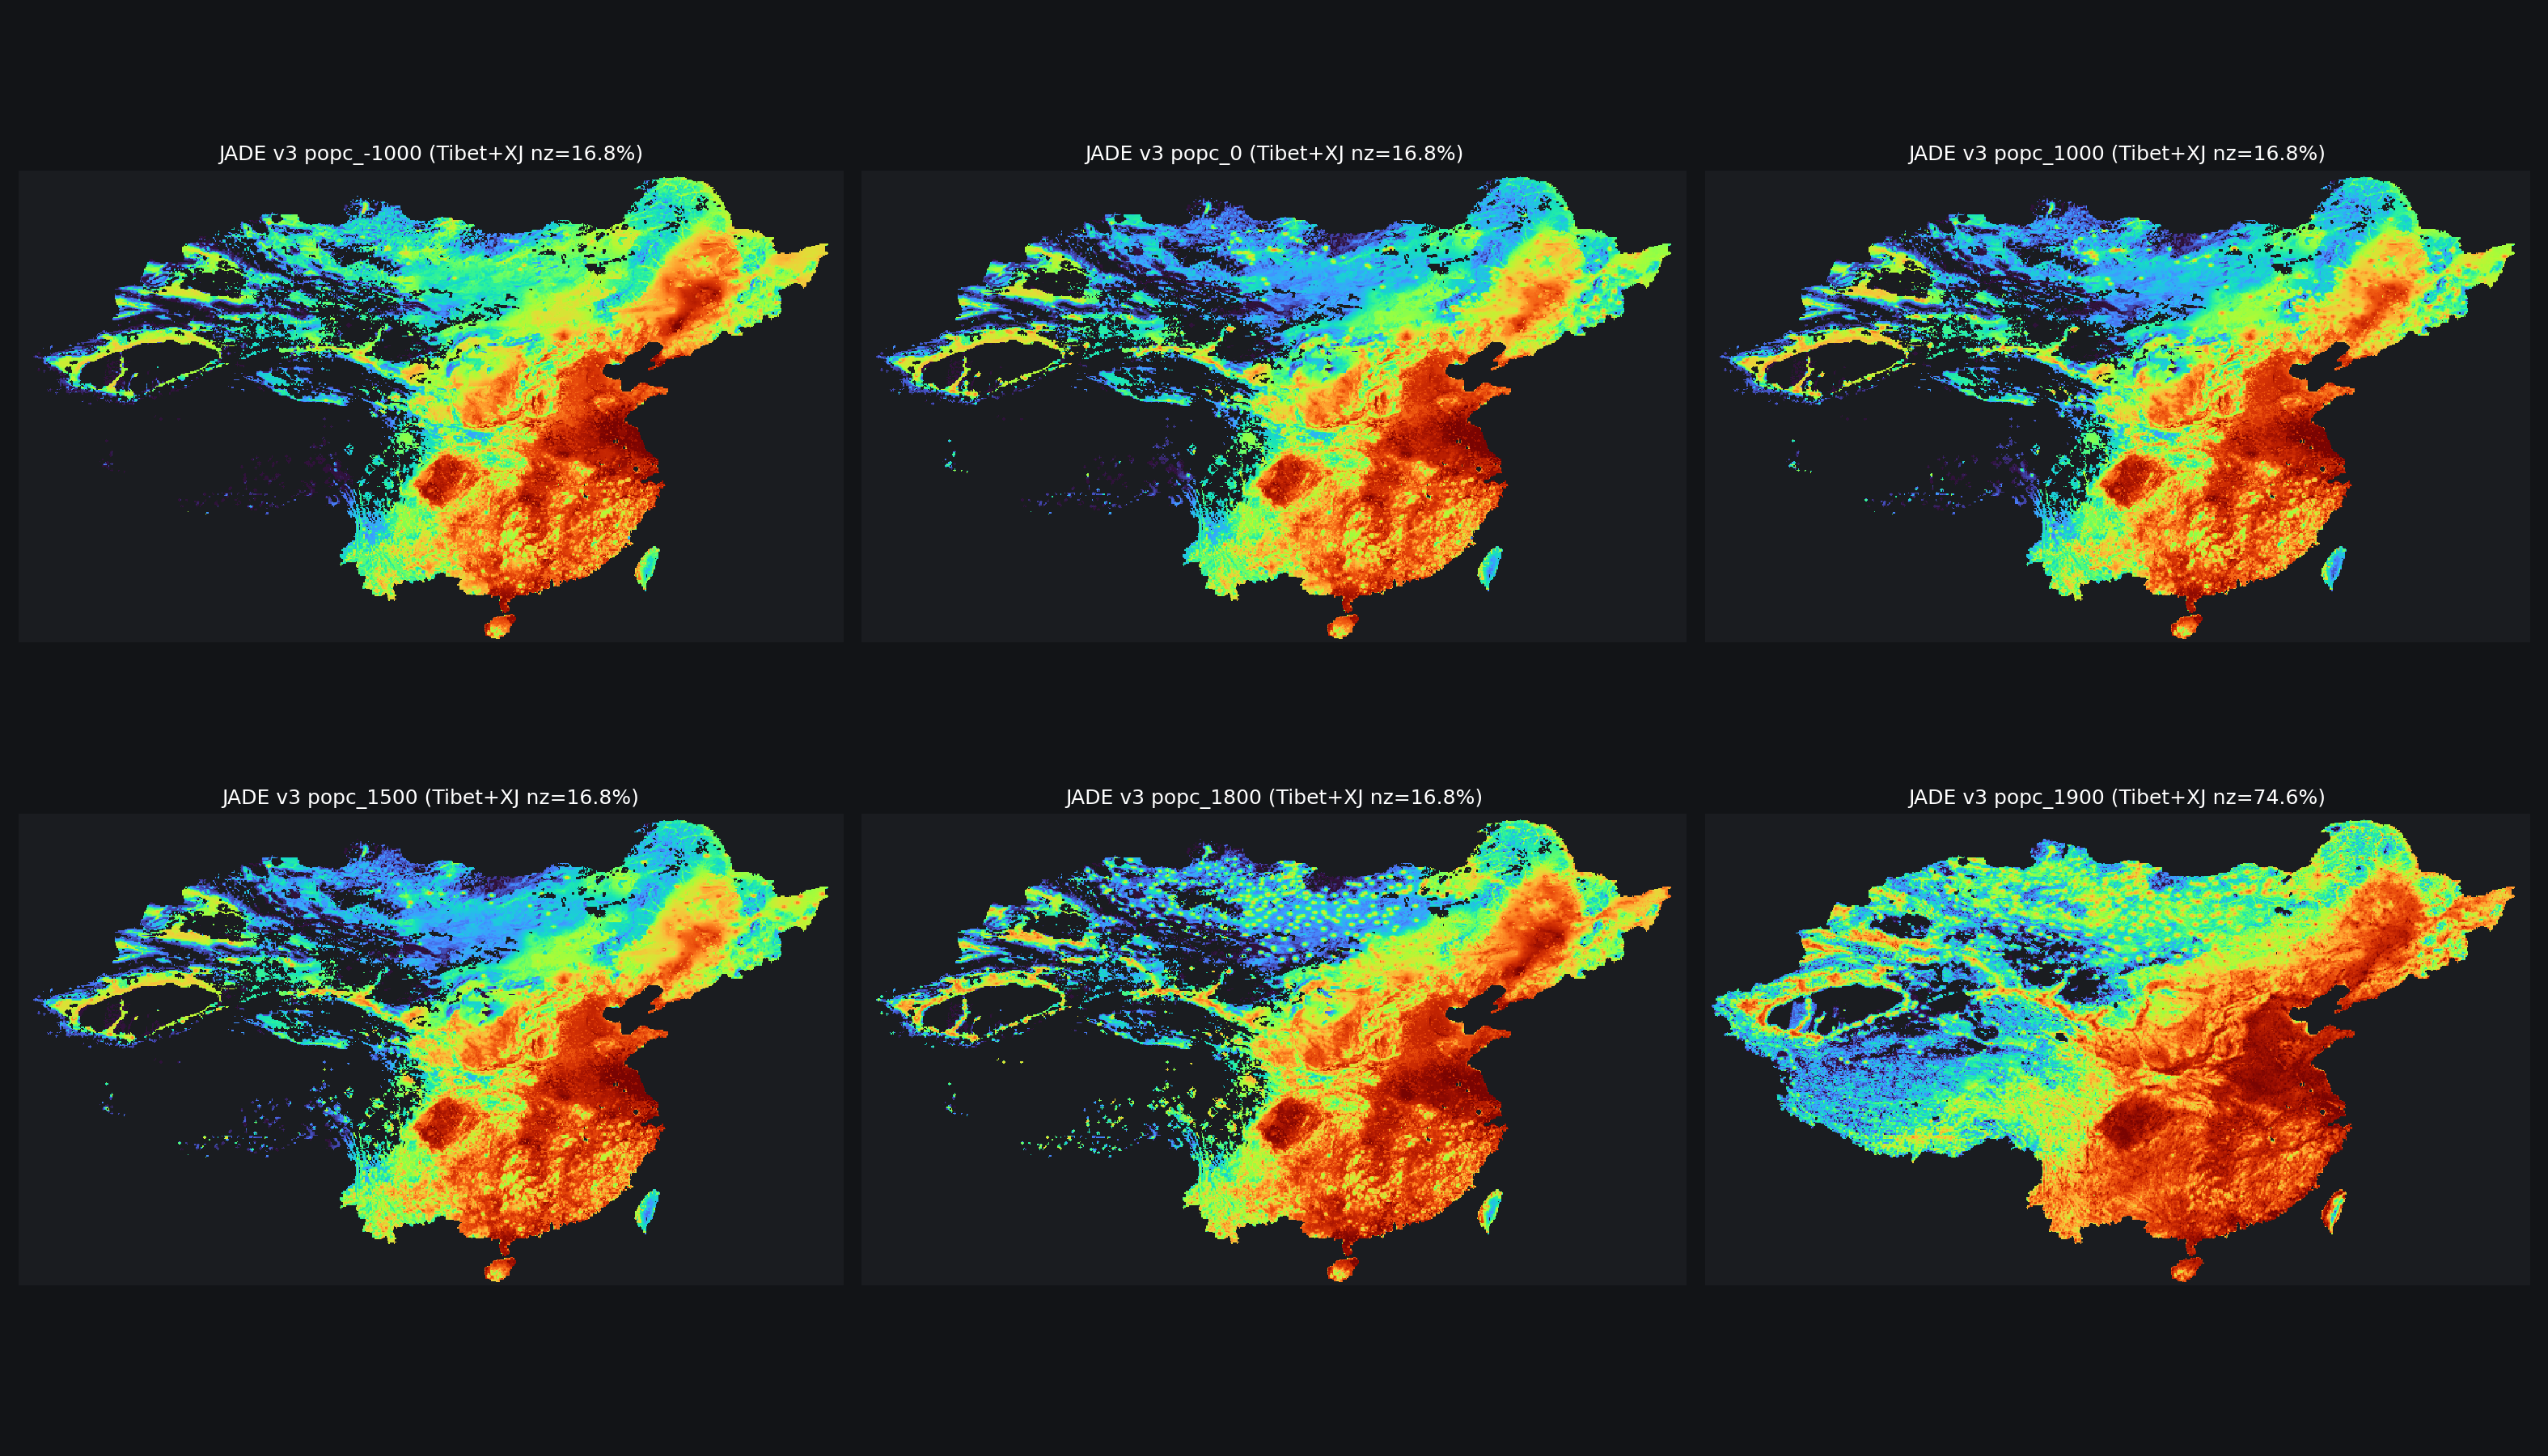 JADE v3 popc_-1000 (Tibet+XJ nz=16.8%)
JADE v3 popc_0 (Tibet+XJ nz=16.8%)
JADE v3 popc_1000 (Tibet+XJ nz=16.8%)
JADE v3 popc_1500 (Tibet+XJ nz=16.8%)
JADE v3 popc_1800 (Tibet+XJ nz=16.8%)
JADE v3 popc_1900 (Tibet+XJ nz=74.6%)